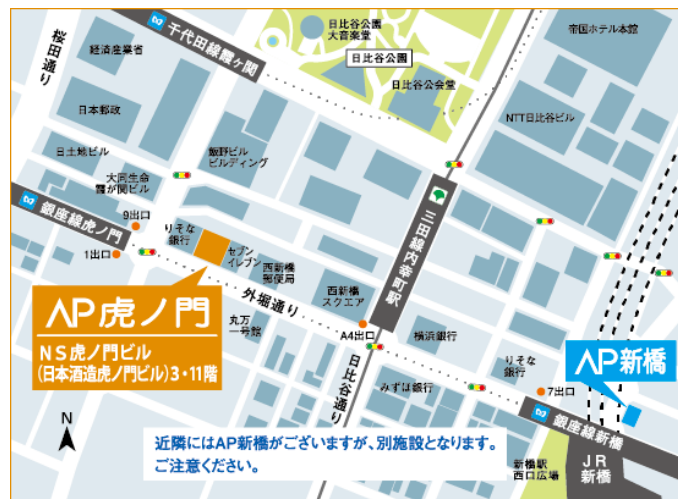 千代田線霞ヶ関
桜田通り
経済産業省
日比谷公園
大音楽堂
日比谷公園
日比谷公会堂
帝国ホテル本館
日本郵政
NTT日比谷ビル
日土地ビル
大同生命
霞が関ビル
飯野ビル
ビルディング
銀座線虎ノ門
9出口
1出口
りそな
銀行
セブン
イレブン
西新橋
郵便局
西新橋
スクエア
三田線内幸町駅
外堀通り
AP虎ノ門
NS虎ノ門ビル
(日本酒造虎ノ門ビル)3・11階
丸万
一号館
A4出口
横浜銀行
日比谷通り
みずほ銀行
りそな
銀行
7出口
AP新橋
銀座線新橋
JR
新橋
新橋駅
西口広場
N
近隣にはAP新橋がございますが、別施設となります。
ご注意ください。